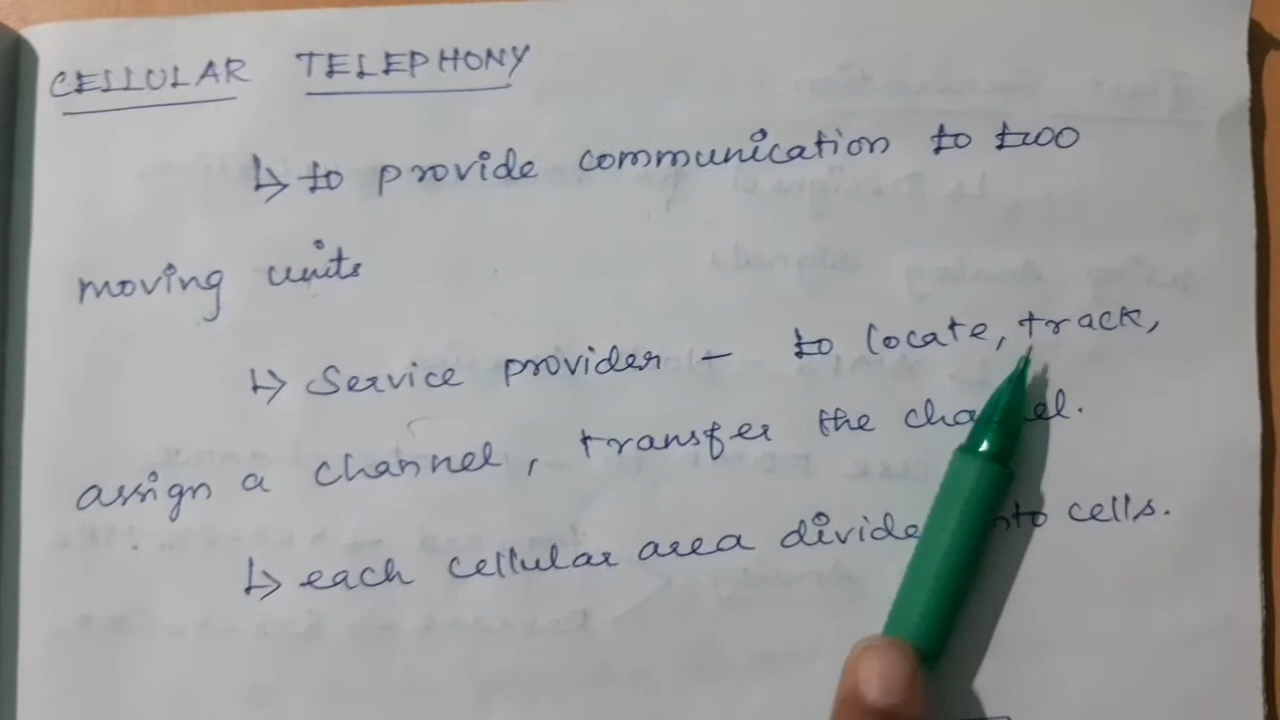 CELLULAR TELEPHONY
↳ to provide communication to two
moving units
↳ Service provider - to locate, track,
assign a channel, transfer the channel.
↳ each cellular area divide into cells.